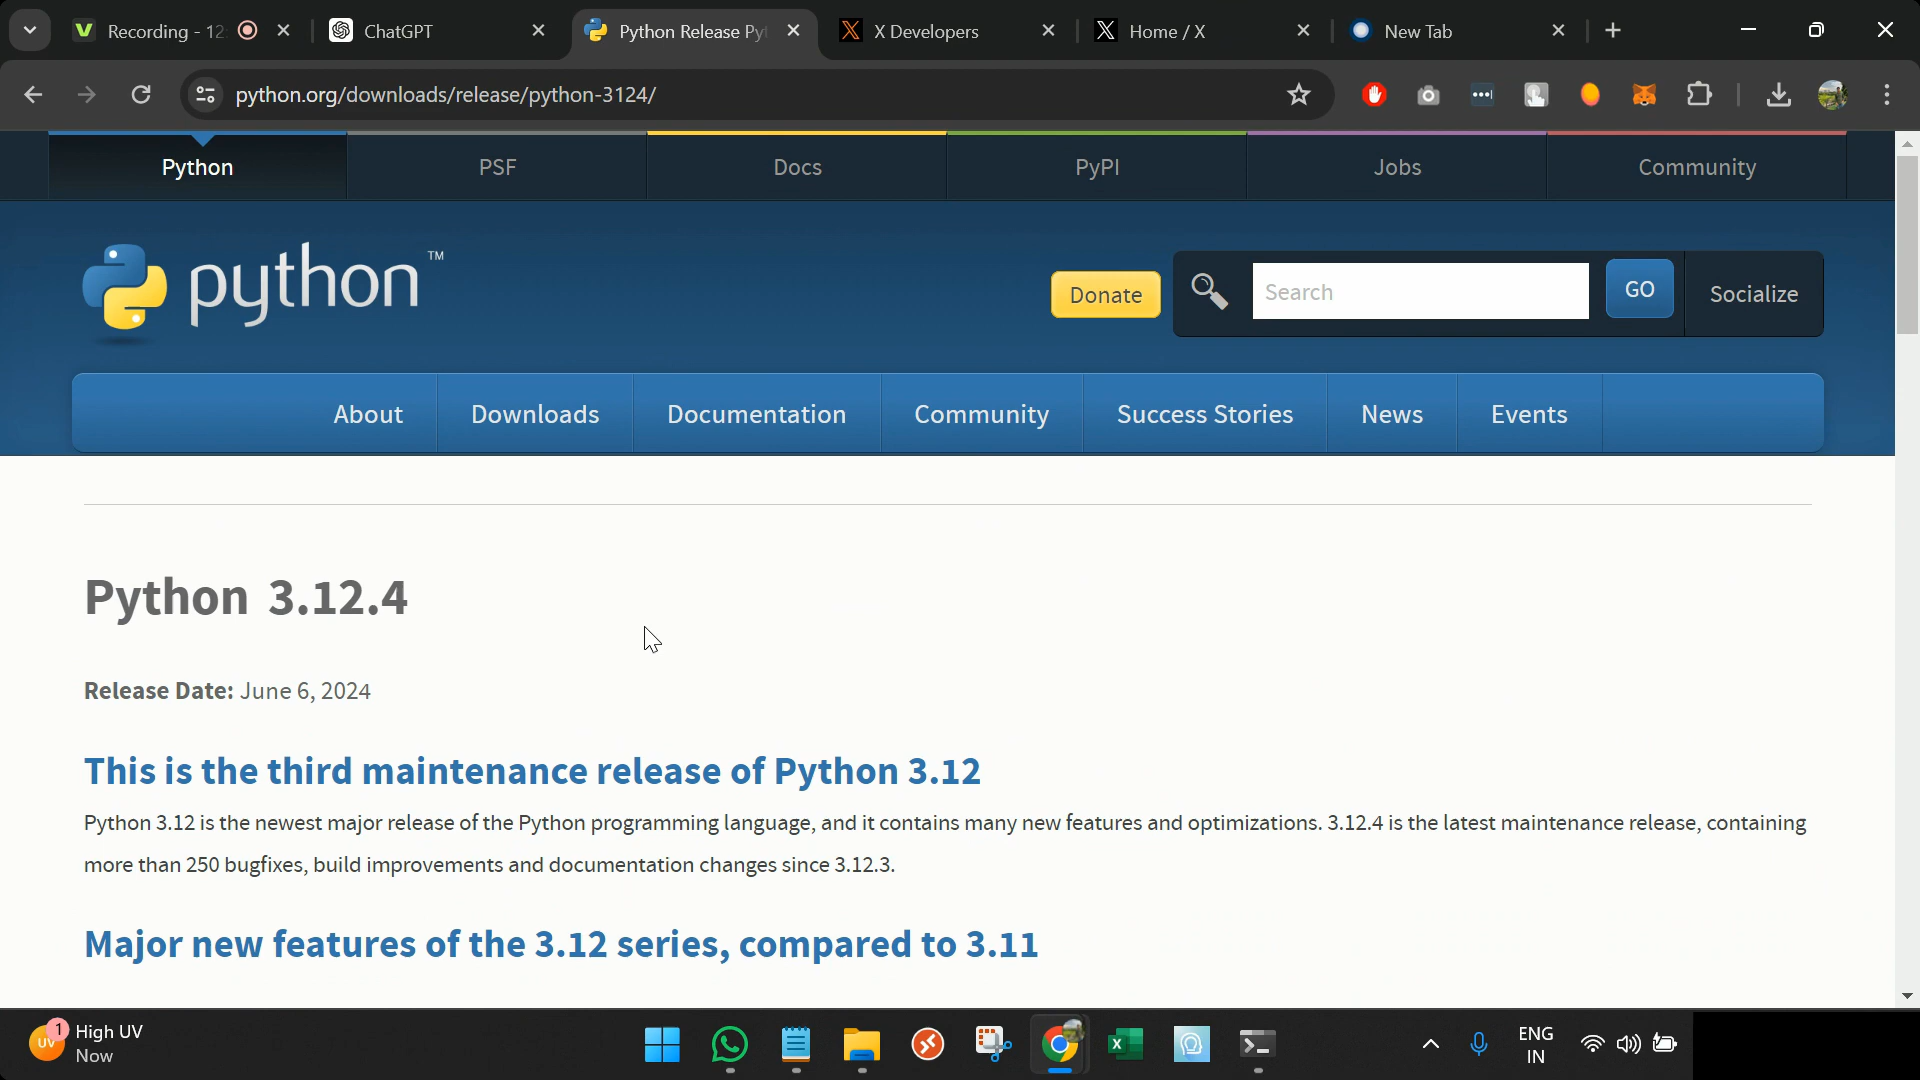 Recording - 12:
ChatGPT
Python Release Pyt
X Developers
Home / X
New Tab
python.org/downloads/release/python-3124/
Python
PSF
Docs
PyPI
Jobs
Community
python™
Donate
Search
GO
Socialize
About
Downloads
Documentation
Community
Success Stories
News
Events
Python 3.12.4
Release Date: June 6, 2024
This is the third maintenance release of Python 3.12
Python 3.12 is the newest major release of the Python programming language, and it contains many new features and optimizations. 3.12.4 is the latest maintenance release, containing
more than 250 bugfixes, build improvements and documentation changes since 3.12.3.
Major new features of the 3.12 series, compared to 3.11
UV
1
High UV
Now
ENG
IN